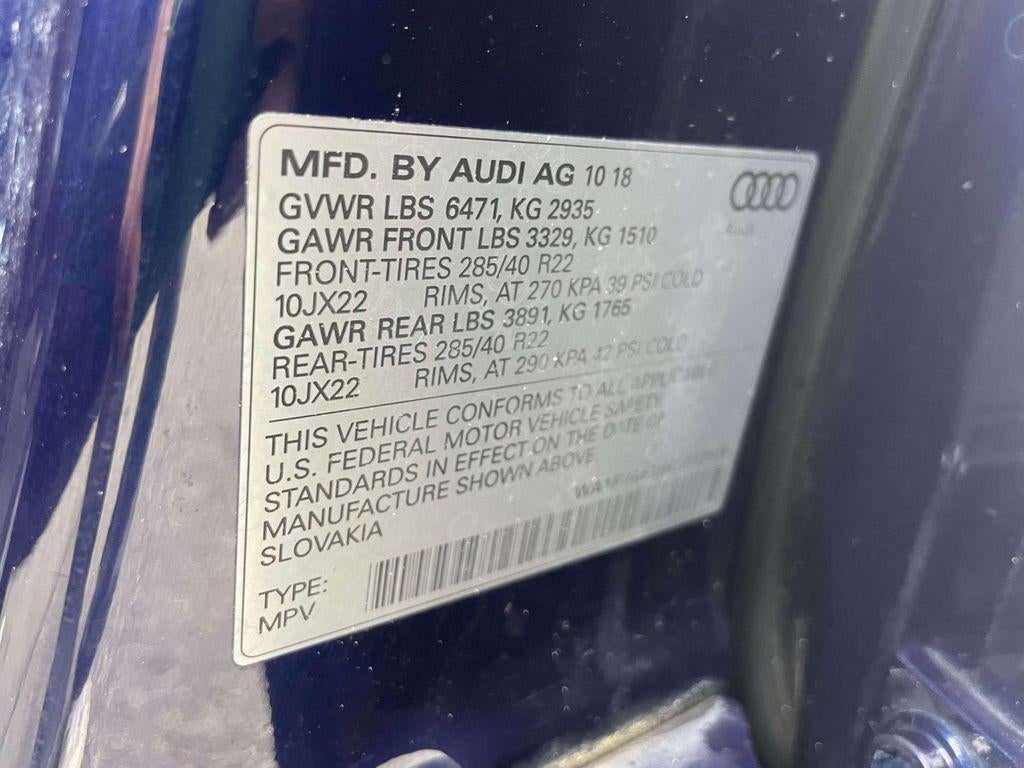 MFD. BY AUDI AG 10 18
Audi
GVWR LBS 6471, KG 2935
GAWR FRONT LBS 3329, KG 1510
FRONT-TIRES 285/40 R22
10JX22 RIMS, AT 270 KPA 39 PSI COLD
GAWR REAR LBS 3891, KG 1765
REAR-TIRES 285/40 R22
10JX22 RIMS, AT 290 KPA 42 PSI COLD
THIS VEHICLE CONFORMS TO ALL APPLICABLE
U.S. FEDERAL MOTOR VEHICLE SAFETY
STANDARDS IN EFFECT ON THE DATE OF
MANUFACTURE SHOWN ABOVE
SLOVAKIA
TYPE:
MPV